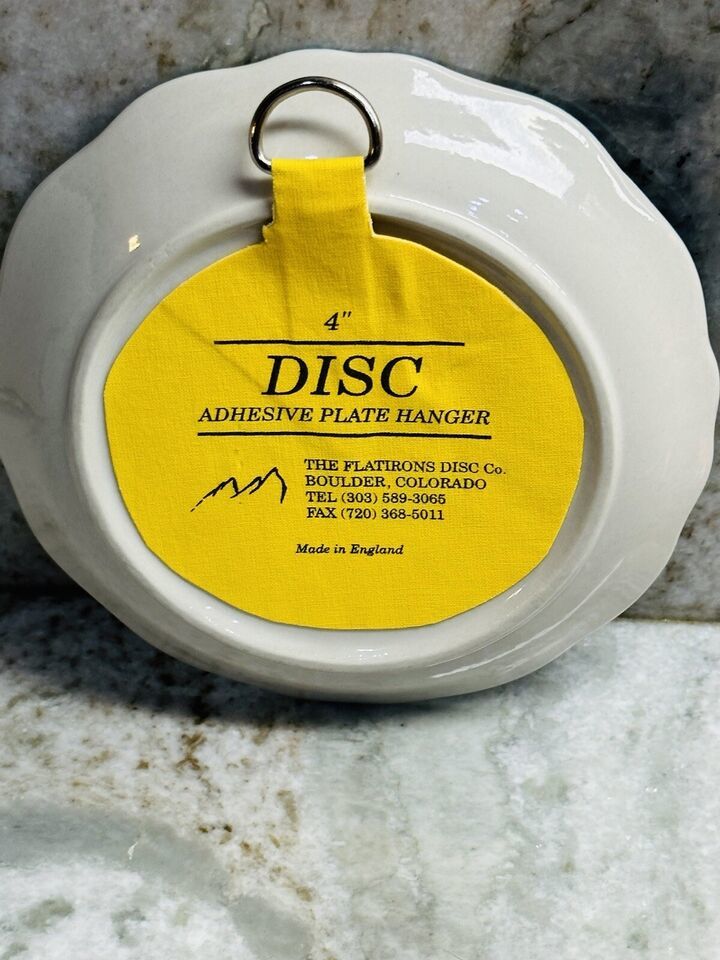 4"
DISC
ADHESIVE PLATE HANGER
THE FLATIRONS DISC Co.
BOULDER, COLORADO
TEL (303) 589-3065
FAX (720) 368-5011
Made in England